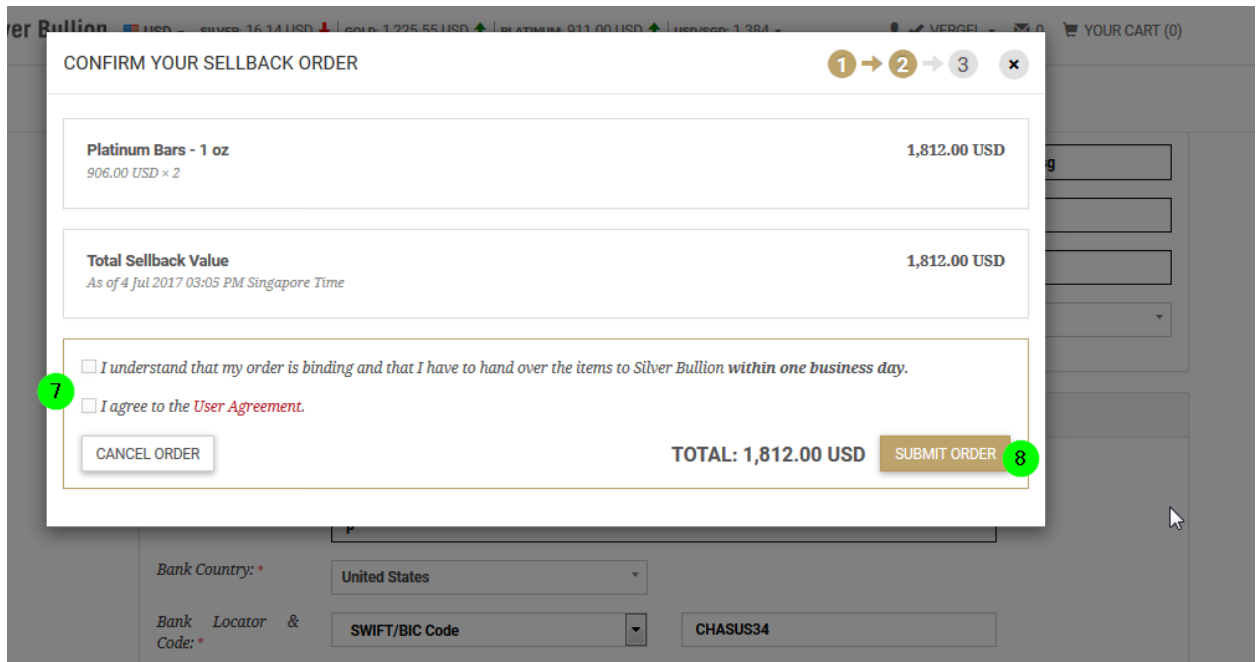 ver Bullion USD SILVER: 16.14 USD GOLD: 1,225.55 USD PLATINUM: 911.00 USD USD/SGD: 1.384 VERGEL 0 YOUR CART (0)
CONFIRM YOUR SELLBACK ORDER 1 2 3 ×
Platinum Bars - 1 oz 1,812.00 USD
906.00 USD × 2
sg
Total Sellback Value 1,812.00 USD
As of 4 Jul 2017 03:05 PM Singapore Time
I understand that my order is binding and that I have to hand over the items to Silver Bullion within one business day.
7
I agree to the User Agreement.
CANCEL ORDER TOTAL: 1,812.00 USD SUBMIT ORDER 8
Bank Country: * United States
Bank Locator & SWIFT/BIC Code CHASUS34
Code: *